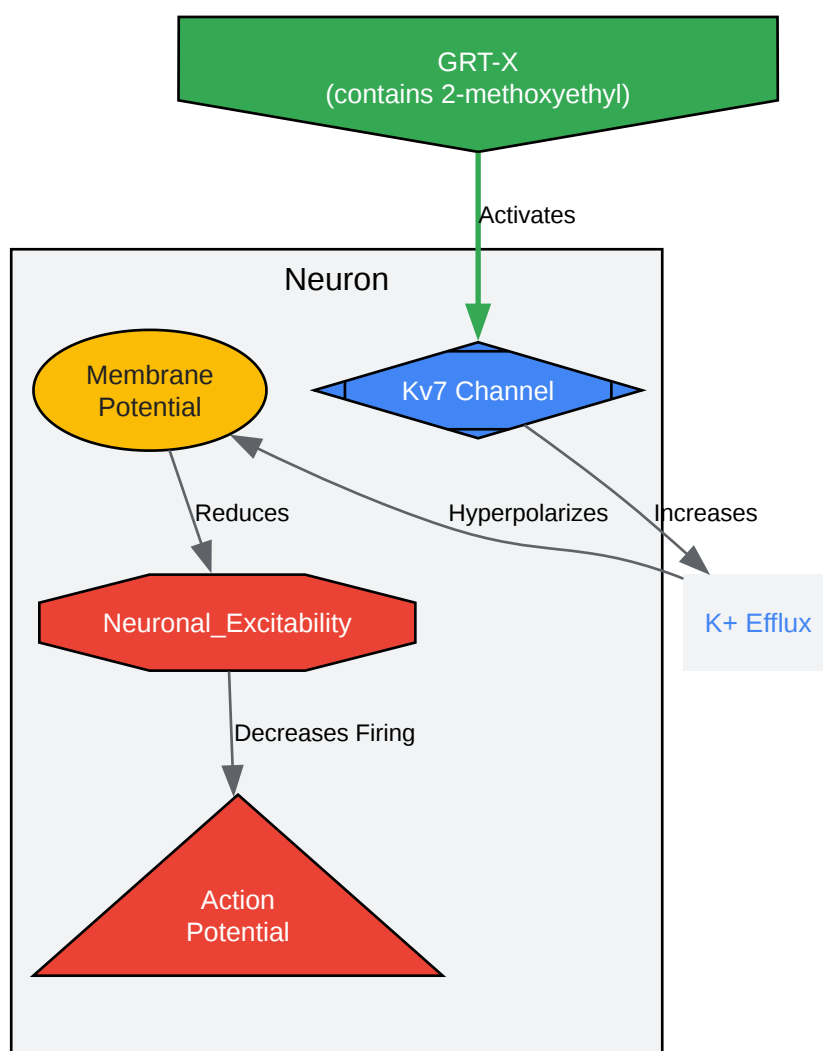 GRT-X
(contains 2-methoxyethyl)
Activates
Neuron
Membrane
Potential
Kv7 Channel
Reduces
Hyperpolarizes
Increases
Neuronal_Excitability
K+ Efflux
Decreases Firing
Action
Potential